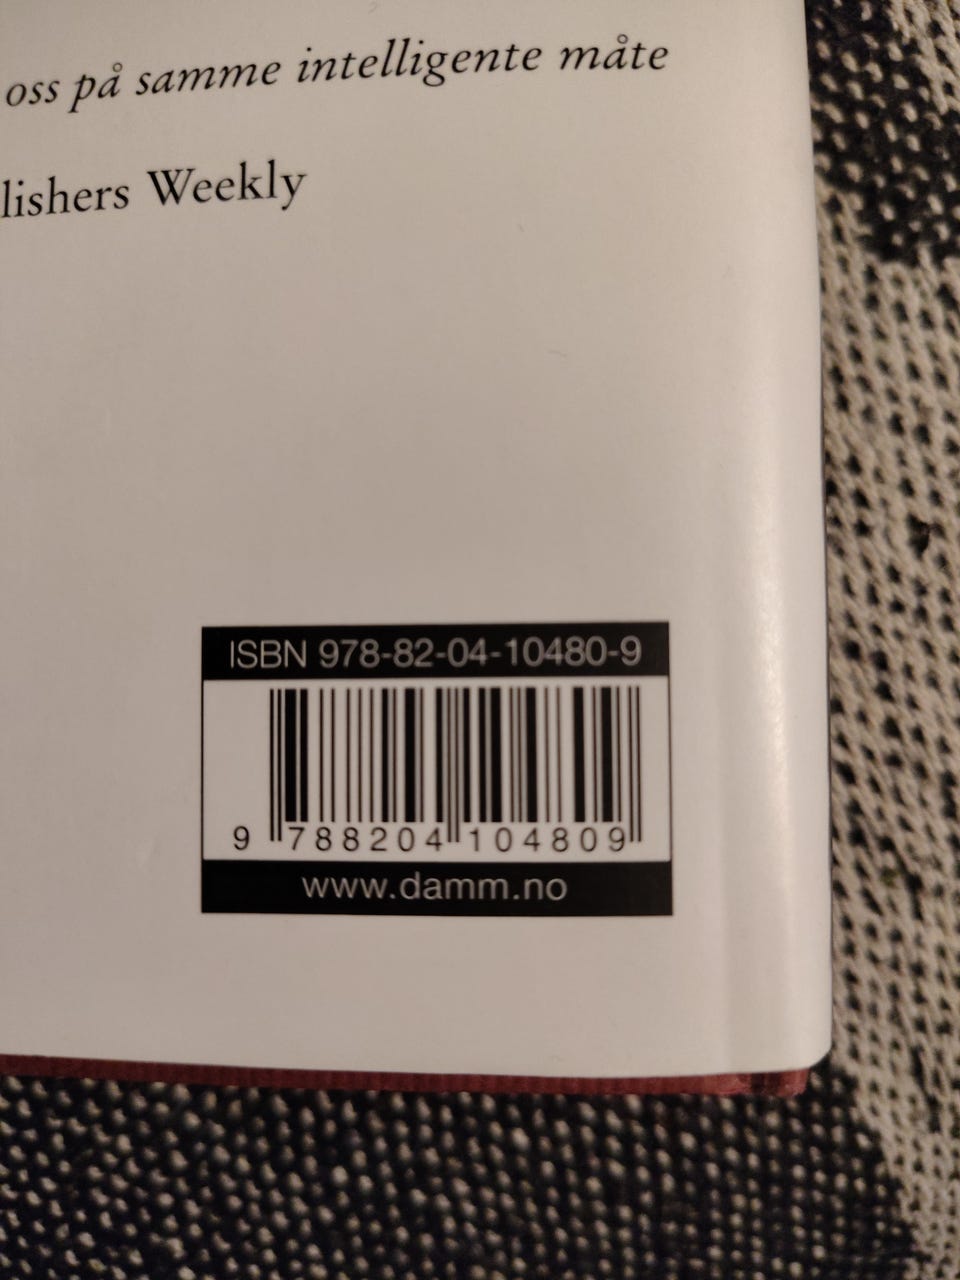 oss på samme intelligente måte
lishers Weekly
ISBN 978-82-04-10480-9
9 788204 104809
www.damm.no